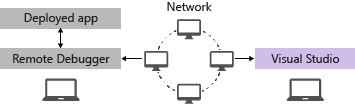 Deployed app
Network
Remote Debugger
Visual Studio